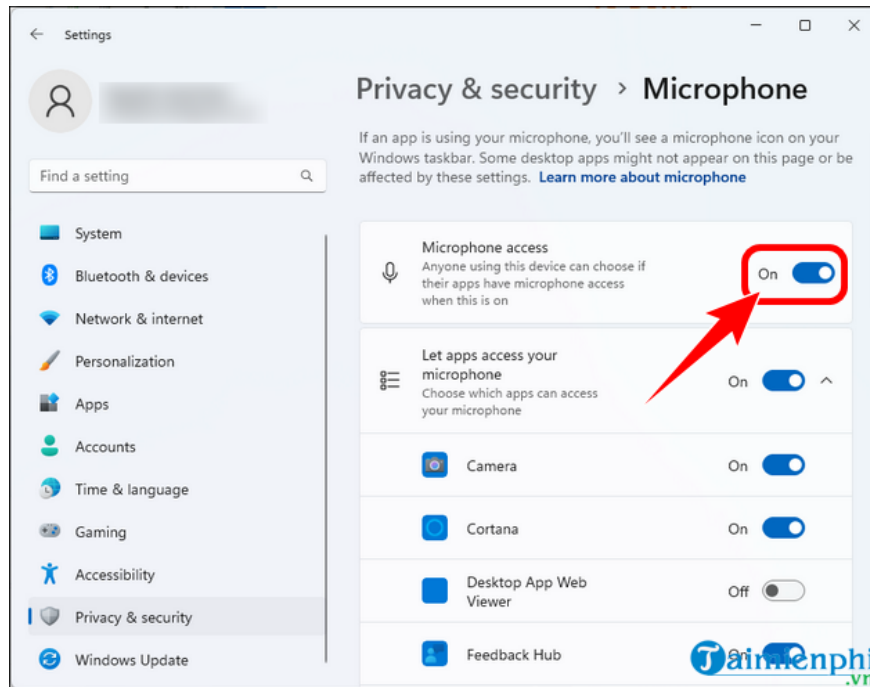 Settings
Privacy & security > Microphone
If an app is using your microphone, you'll see a microphone icon on your
Windows taskbar. Some desktop apps might not appear on this page or be
affected by these settings. Learn more about microphone
Find a setting
System
Bluetooth & devices
Network & internet
Personalization
Apps
Accounts
Time & language
Gaming
Accessibility
Privacy & security
Windows Update
Microphone access
Anyone using this device can choose if
their apps have microphone access
when this is on
On
Let apps access your
microphone
Choose which apps can access
your microphone
On
Camera
On
Cortana
On
Desktop App Web
Viewer
Off
Feedback Hub
On
Taimienphi
.vn